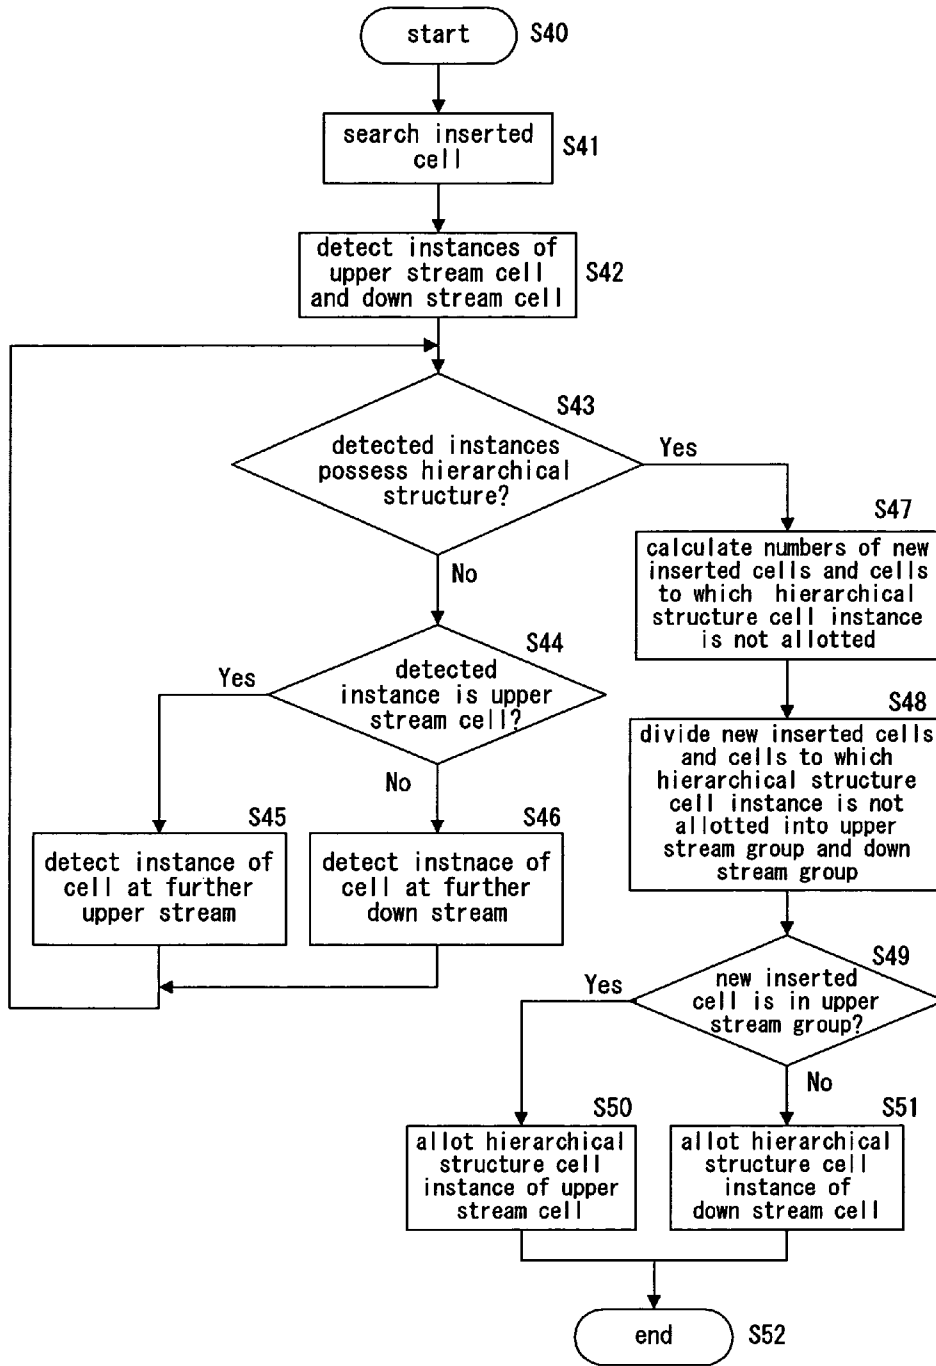 start
S40
search inserted
cell
S41
detect instances of
upper stream cell
and down stream cell
S42
S43
detected instances
possess hierarchical
structure?
Yes
No
S44
detected
instance is upper
stream cell?
Yes
No
S45
detect instance of
cell at further
upper stream
S46
detect instnace of
cell at further
down stream
S47
calculate numbers of new
inserted cells and cells
to which hierarchical
structure cell instance
is not allotted
S48
divide new inserted cells
and cells to which
hierarchical structure
cell instance is not
allotted into upper
stream group and down
stream group
S49
new inserted
cell is in upper
stream group?
Yes
No
S50
allot hierarchical
structure cell
instance of upper
stream cell
S51
allot hierarchical
structure cell
instance of
down stream cell
end
S52